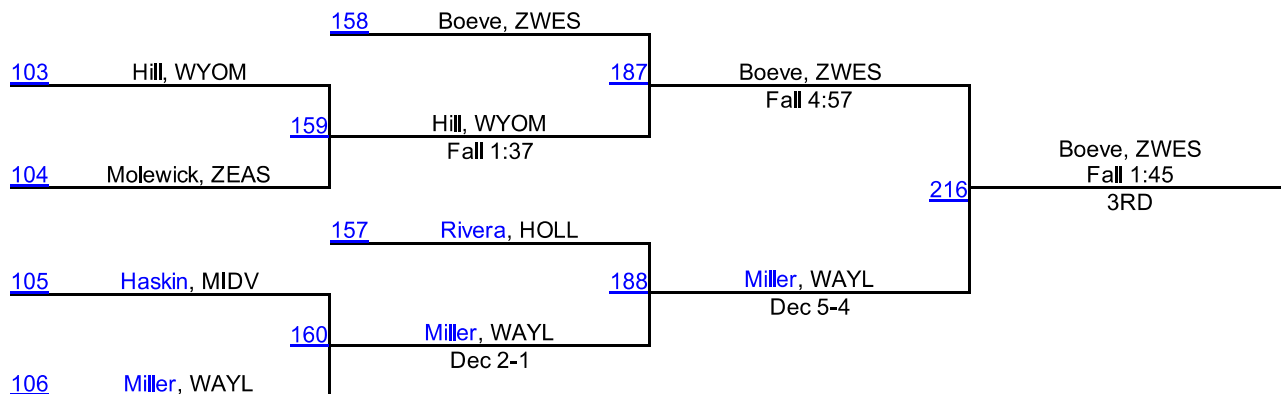 158 Boeve, ZWES
103 Hill, WYOM
187 Boeve, ZWES
Fall 4:57
159 Hill, WYOM
Fall 1:37
104 Molewick, ZEAS
216 Boeve, ZWES
Fall 1:45
3RD
157 Rivera, HOLL
105 Haskin, MIDV
188 Miller, WAYL
Dec 5-4
160 Miller, WAYL
Dec 2-1
106 Miller, WAYL